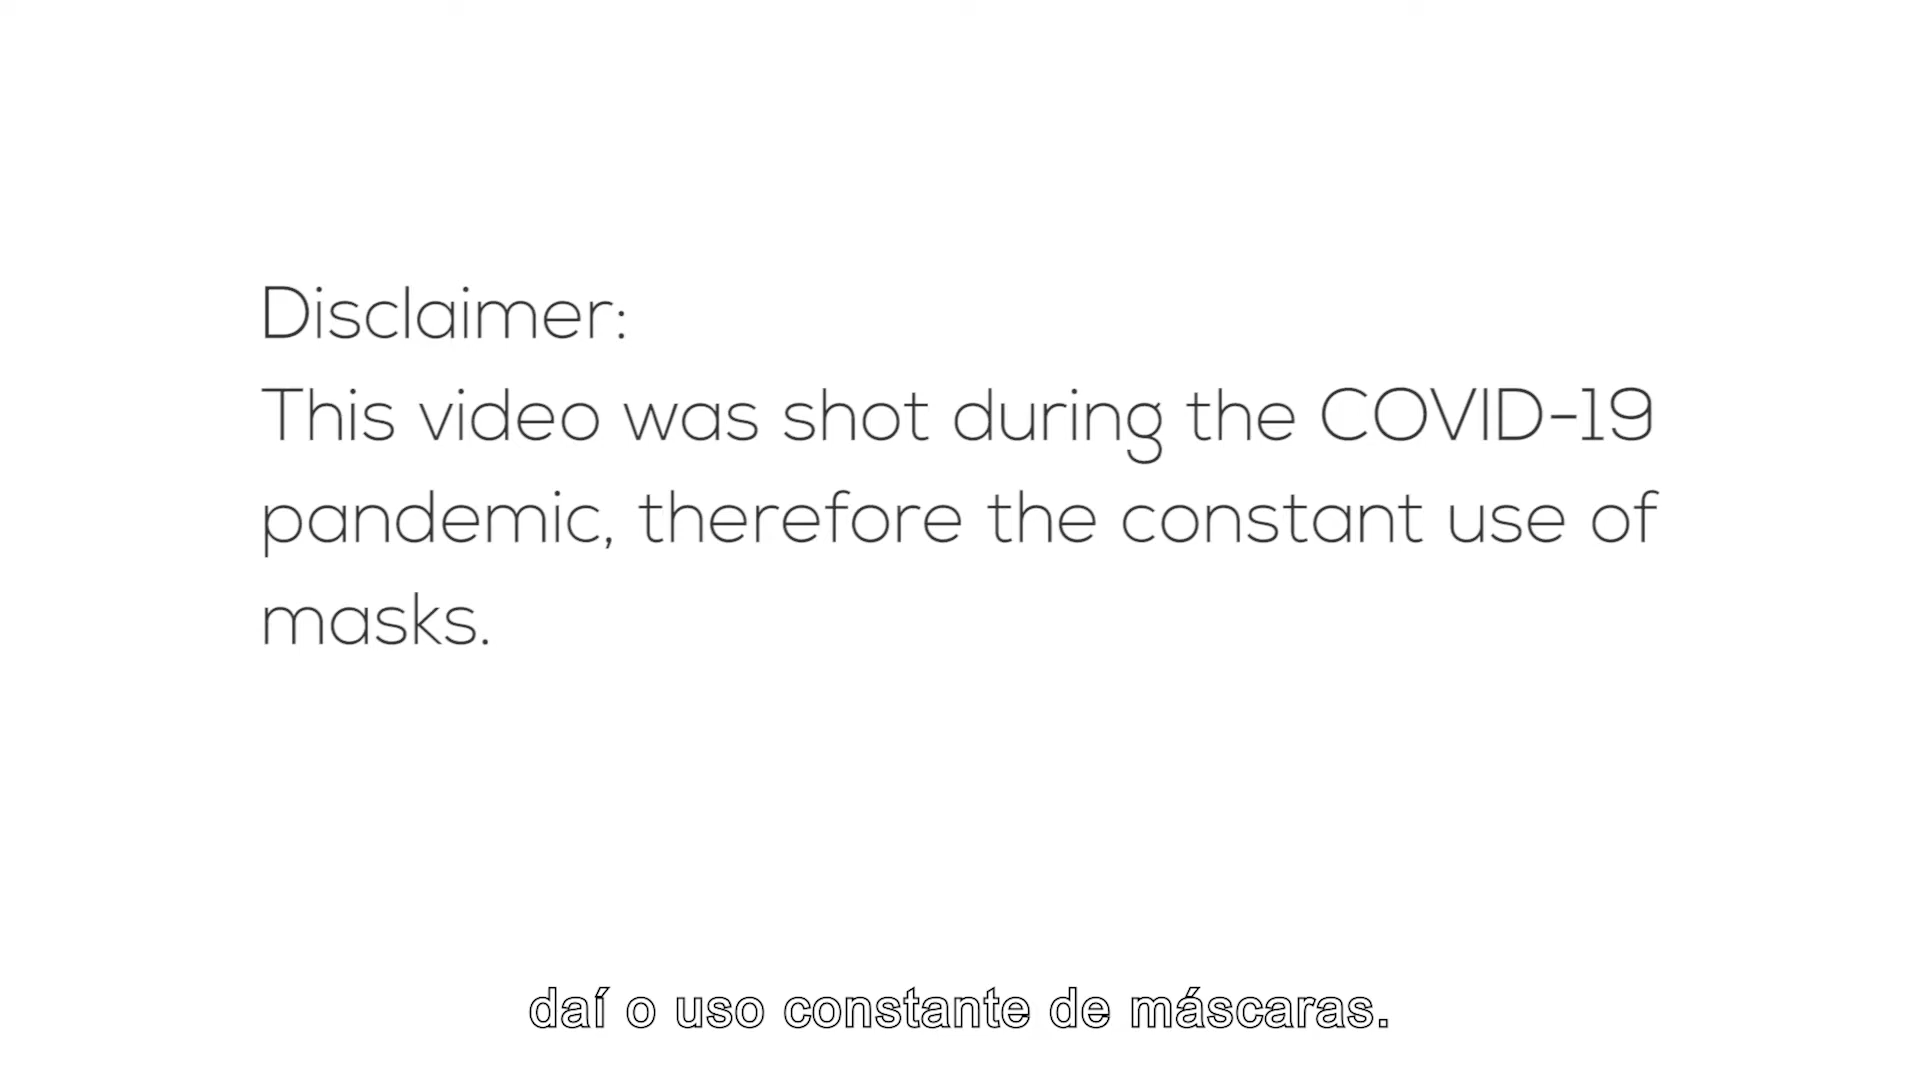 Disclaimer:
This video was shot during the COVID-19
pandemic, therefore the constant use of
masks.
daí o uso constante de máscaras.